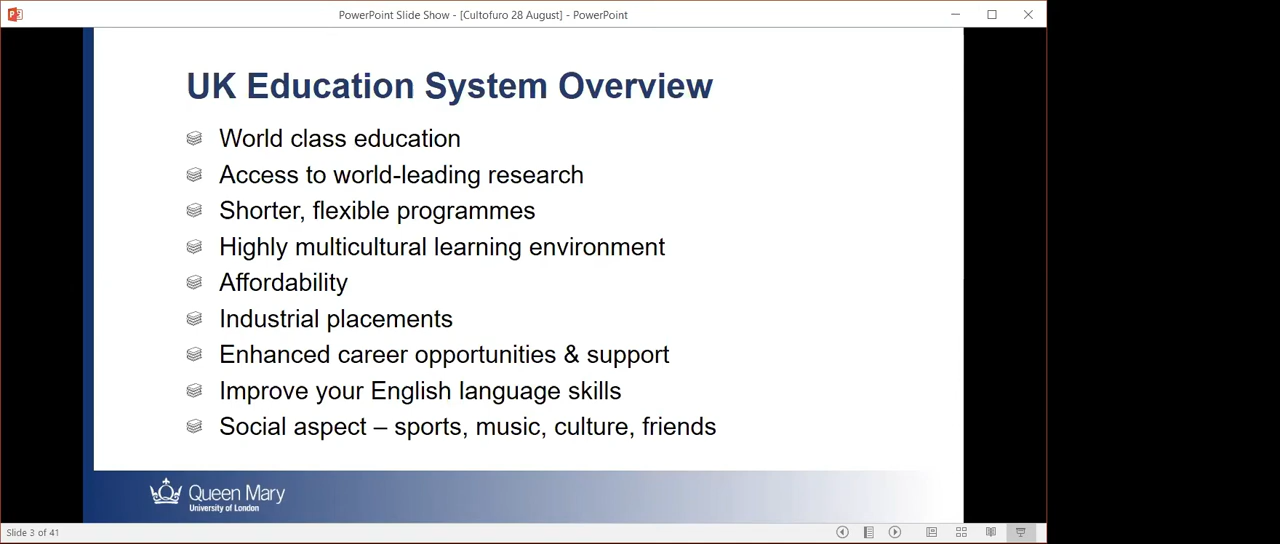 PowerPoint Slide Show - [Cultofuro 28 August] - PowerPoint
UK Education System Overview
World class education
Access to world-leading research
Shorter, flexible programmes
Highly multicultural learning environment
Affordability
Industrial placements
Enhanced career opportunities & support
Improve your English language skills
Social aspect – sports, music, culture, friends
Queen Mary
University of London
Slide 3 of 41